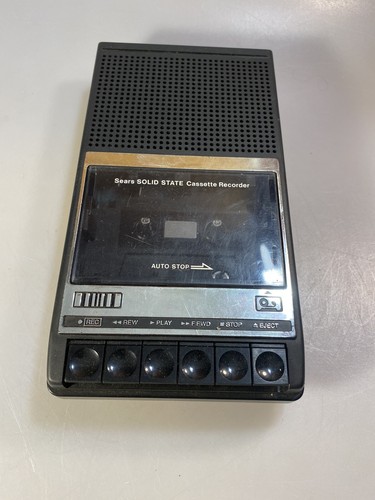 Sears SOLID STATE Cassette Recorder
AUTO STOP
REC REW PLAY F.FWD STOP EJECT